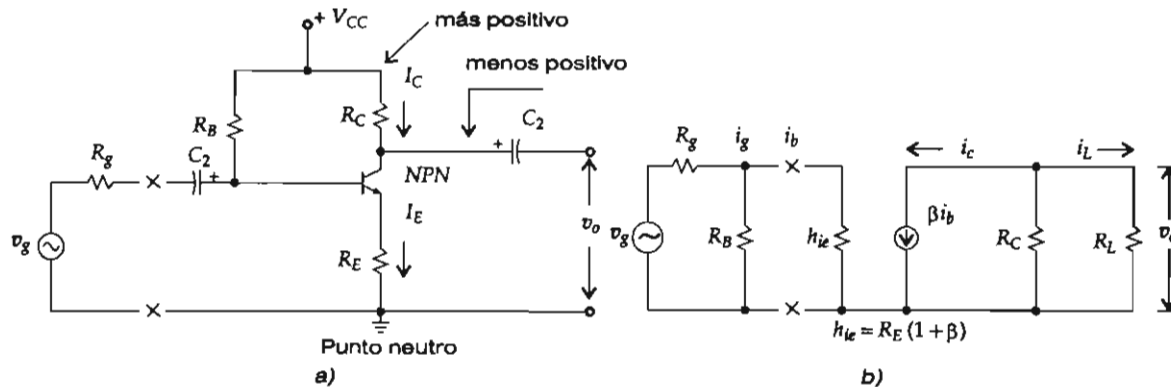 + V_CC
más positivo
I_C
menos positivo
R_B
R_C
C_2
+
R_g
C_2
+
NPN
I_E
v_g
R_E
v_o
Punto neutro
a)
R_g
i_g
i_b
i_c
i_L
v_g
R_B
h_ie
βi_b
R_C
R_L
h_ie = R_E (1 + β)
b)